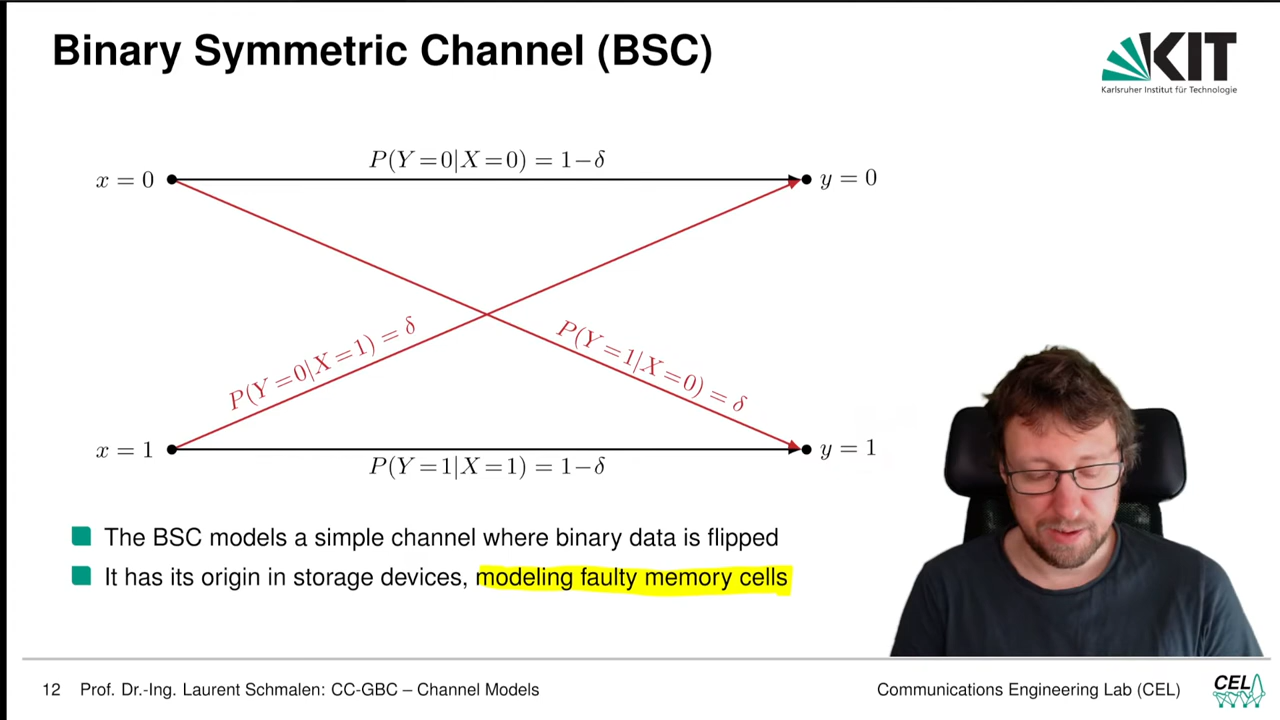 Binary Symmetric Channel (BSC)
KIT
Karlsruher Institut für Technologie
P(Y=0|X=0) = 1−δ
x = 0
y = 0
P(Y=0|X=1) = δ
P(Y=1|X=0) = δ
x = 1
y = 1
P(Y=1|X=1) = 1−δ
The BSC models a simple channel where binary data is flipped
It has its origin in storage devices, modeling faulty memory cells
12 Prof. Dr.-Ing. Laurent Schmalen: CC-GBC – Channel Models
Communications Engineering Lab (CEL)
CEL